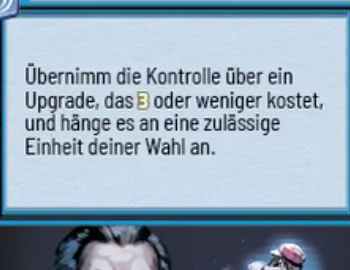 Übernimm die Kontrolle über ein
Upgrade, das 3 oder weniger kostet,
und hänge es an eine zulässige
Einheit deiner Wahl an.